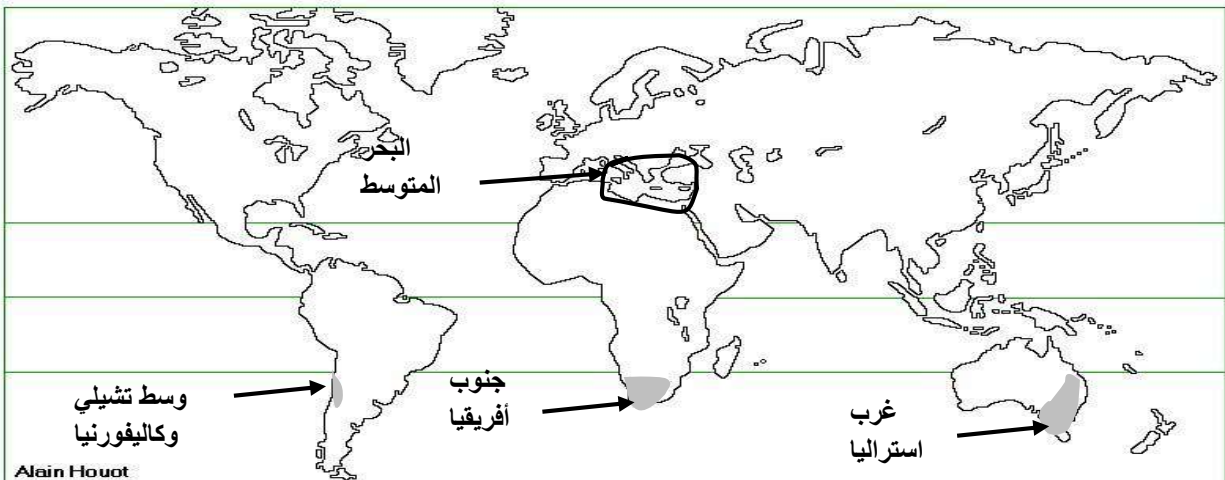 البحر
المتوسط
وسط تشيلي
وكاليفورنيا
جنوب
أفريقيا
غرب
استراليا
Alain Houot